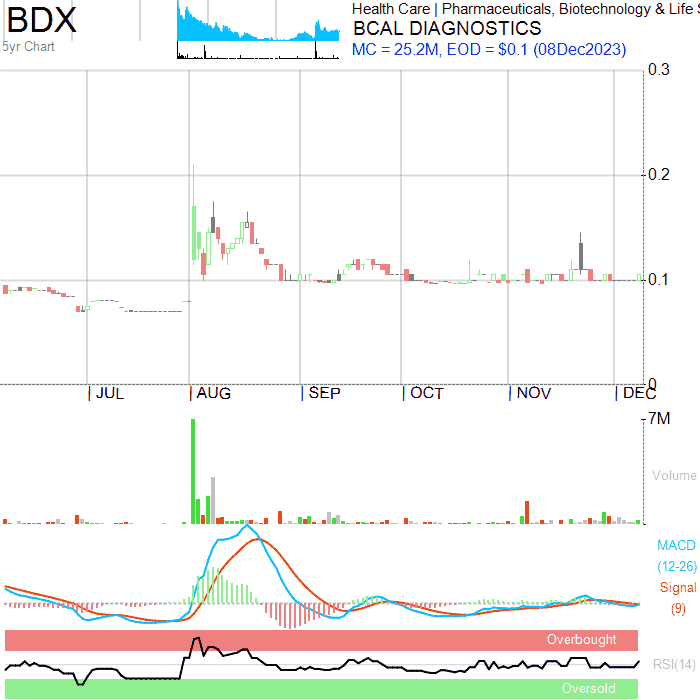 BDX
5yr Chart
Health Care | Pharmaceuticals, Biotechnology & Life
BCAL DIAGNOSTICS
MC = 25.2M, EOD = $0.1 (08Dec2023)
0.3
0.2
0.1
0
JUL
AUG
SEP
OCT
NOV
DEC
7M
Volume
MACD
(12-26)
Signal
(9)
Overbought
RSI(14)
Oversold